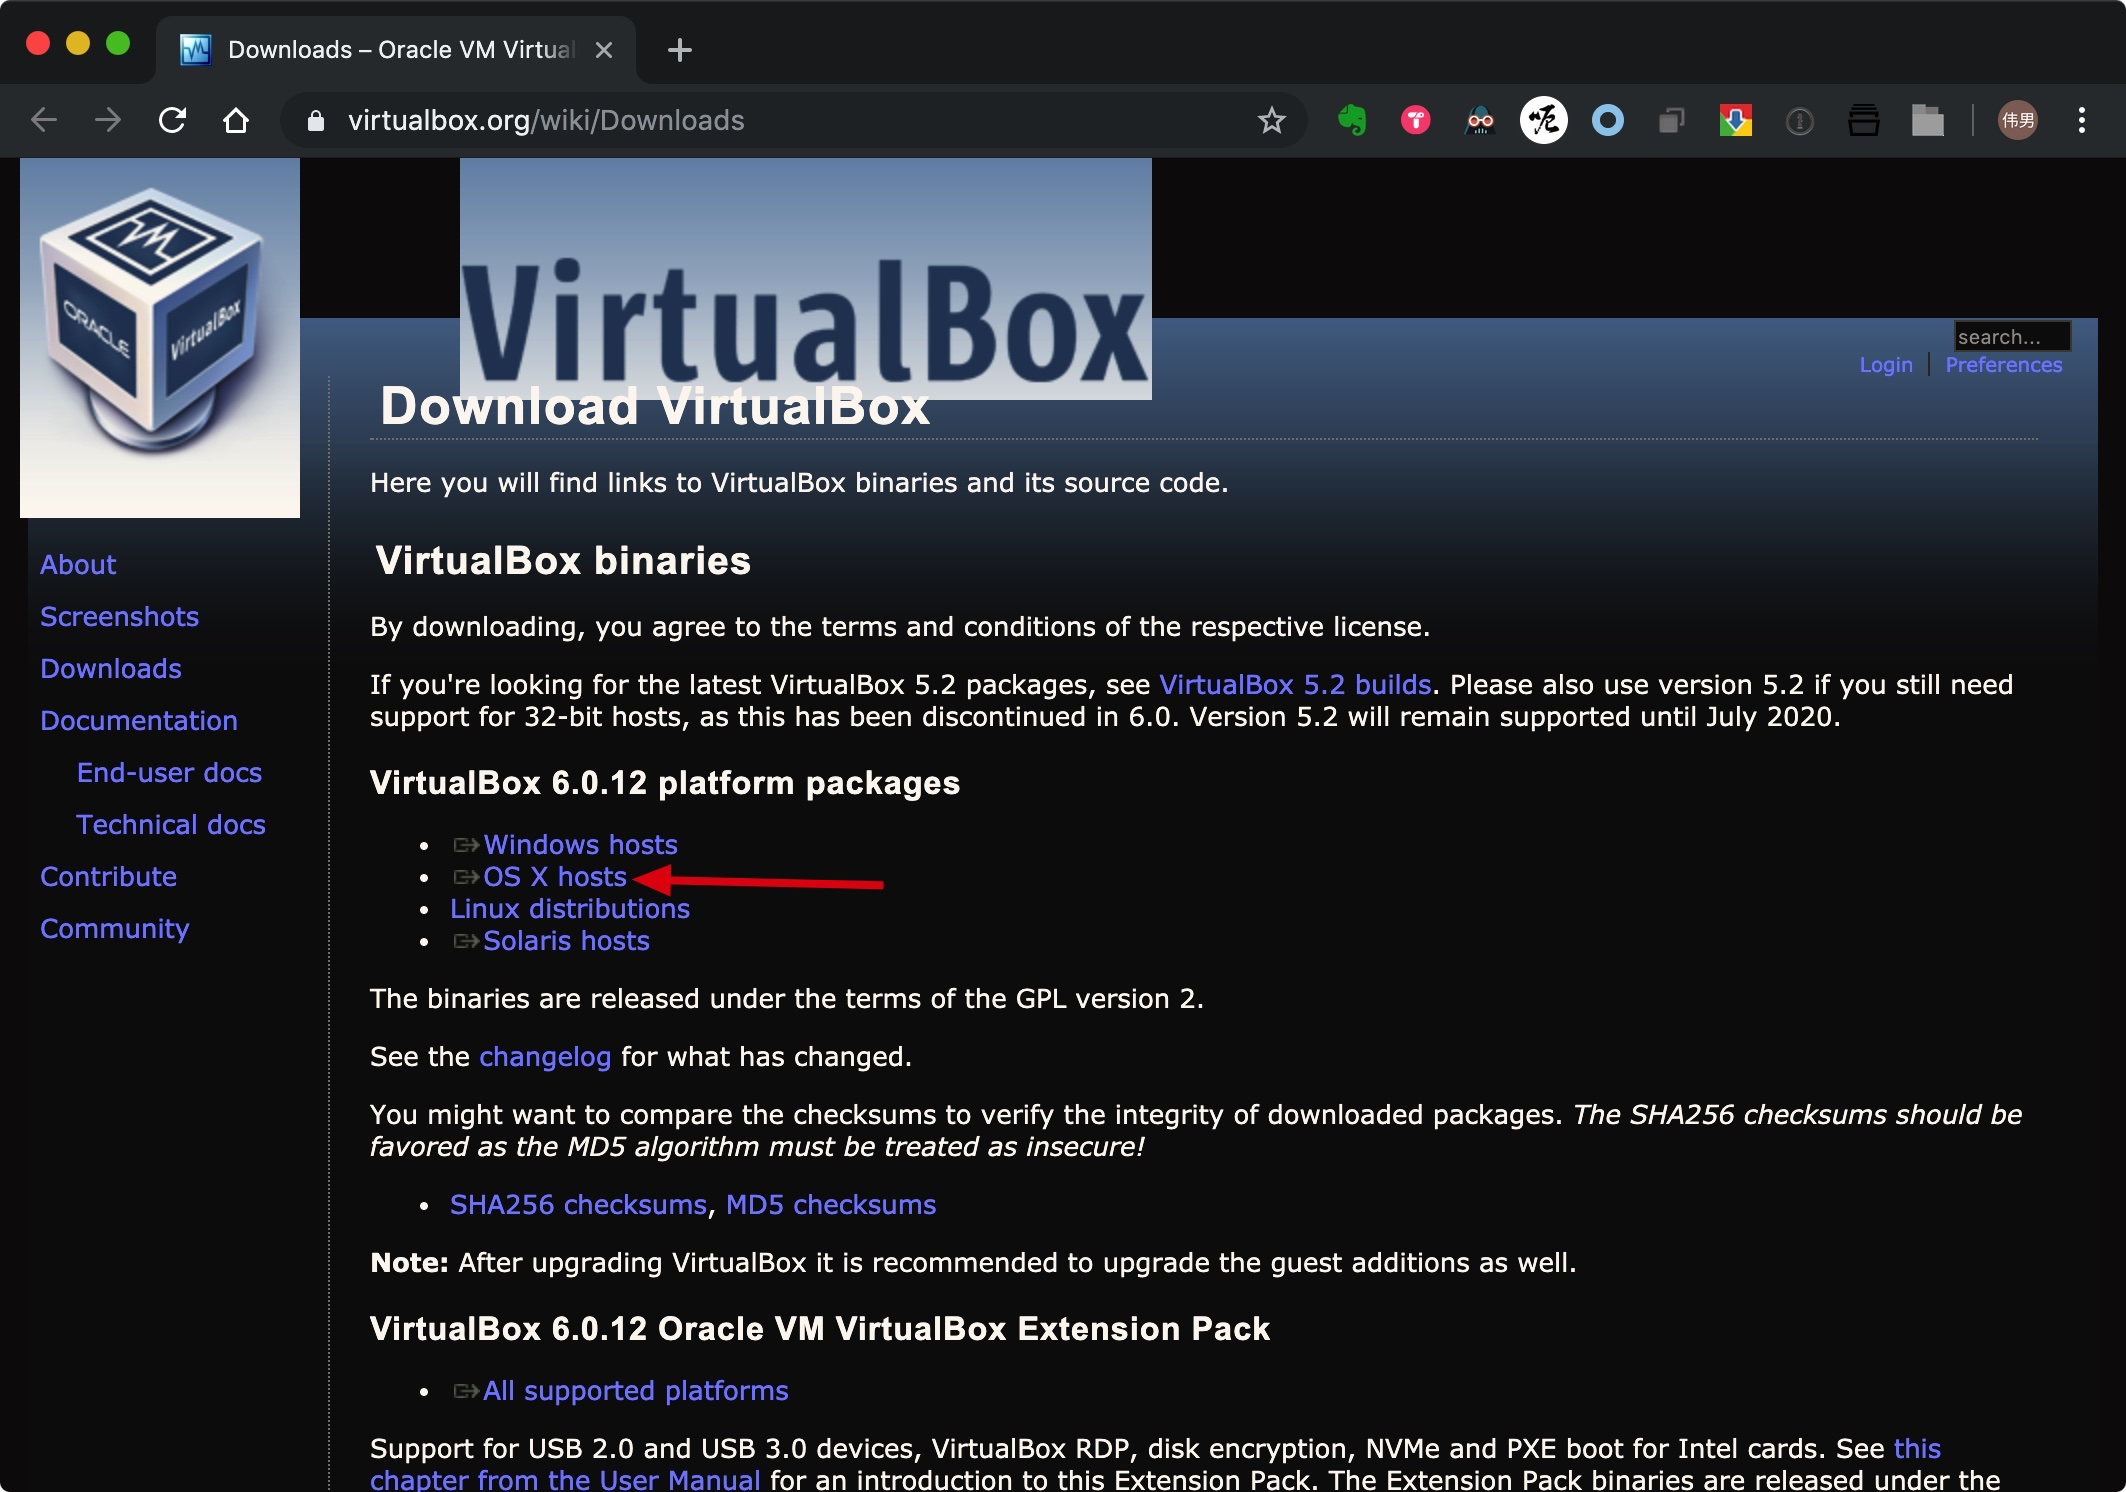 Downloads – Oracle VM Virtual
virtualbox.org/wiki/Downloads
伟男
ORACLE
VirtualBox
VirtualBox
search...
Login
Preferences
Download VirtualBox
Here you will find links to VirtualBox binaries and its source code.
About
Screenshots
Downloads
Documentation
End-user docs
Technical docs
Contribute
Community
VirtualBox binaries
By downloading, you agree to the terms and conditions of the respective license.
If you're looking for the latest VirtualBox 5.2 packages, see VirtualBox 5.2 builds. Please also use version 5.2 if you still need
support for 32-bit hosts, as this has been discontinued in 6.0. Version 5.2 will remain supported until July 2020.
VirtualBox 6.0.12 platform packages
• Windows hosts
• OS X hosts
• Linux distributions
• Solaris hosts
The binaries are released under the terms of the GPL version 2.
See the changelog for what has changed.
You might want to compare the checksums to verify the integrity of downloaded packages. The SHA256 checksums should be
favored as the MD5 algorithm must be treated as insecure!
• SHA256 checksums, MD5 checksums
Note: After upgrading VirtualBox it is recommended to upgrade the guest additions as well.
VirtualBox 6.0.12 Oracle VM VirtualBox Extension Pack
• All supported platforms
Support for USB 2.0 and USB 3.0 devices, VirtualBox RDP, disk encryption, NVMe and PXE boot for Intel cards. See this
chapter from the User Manual for an introduction to this Extension Pack. The Extension Pack binaries are released under the